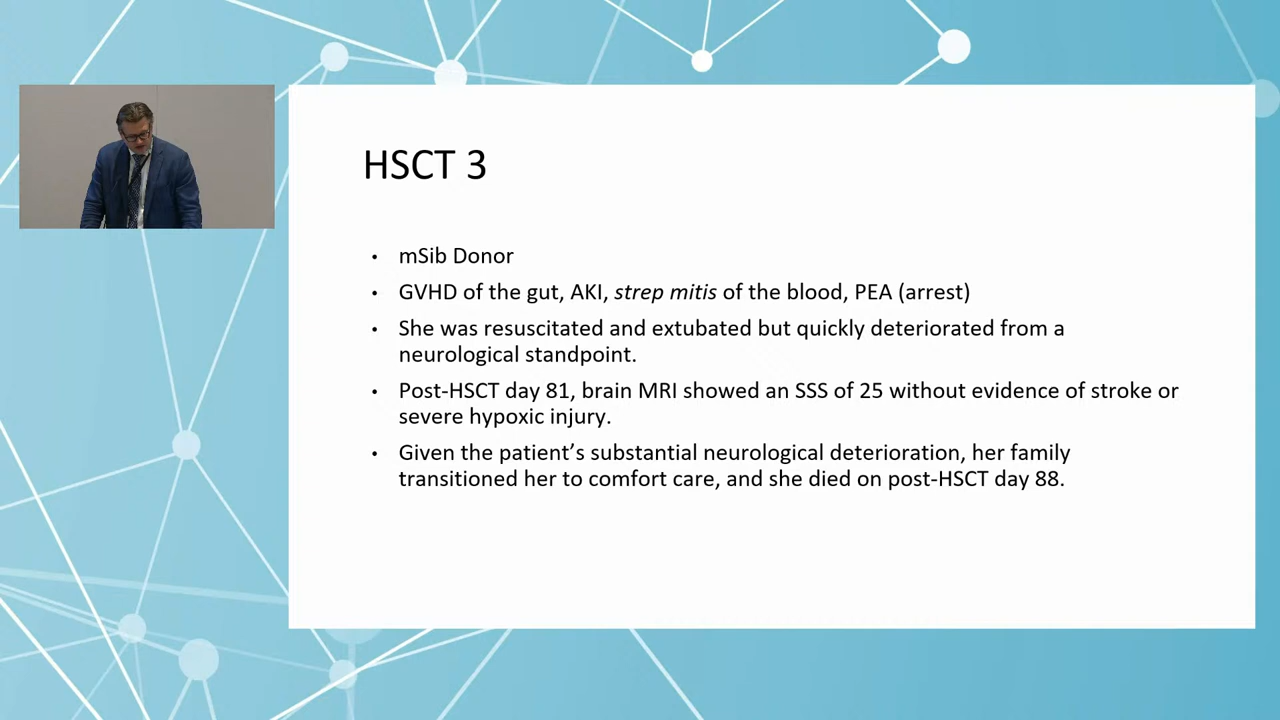 HSCT 3
• mSib Donor
• GVHD of the gut, AKI, strep mitis of the blood, PEA (arrest)
• She was resuscitated and extubated but quickly deteriorated from a
neurological standpoint.
• Post-HSCT day 81, brain MRI showed an SSS of 25 without evidence of stroke or
severe hypoxic injury.
• Given the patient’s substantial neurological deterioration, her family
transitioned her to comfort care, and she died on post-HSCT day 88.